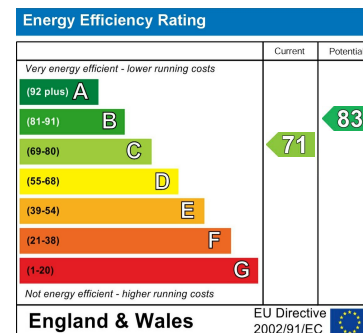 Energy Efficiency Rating
Current Potential
Very energy efficient - lower running costs
(92 plus) A
(81-91) B
83
(69-80) C
71
(55-68) D
(39-54) E
(21-38) F
(1-20) G
Not energy efficient - higher running costs
England & Wales
EU Directive
2002/91/EC